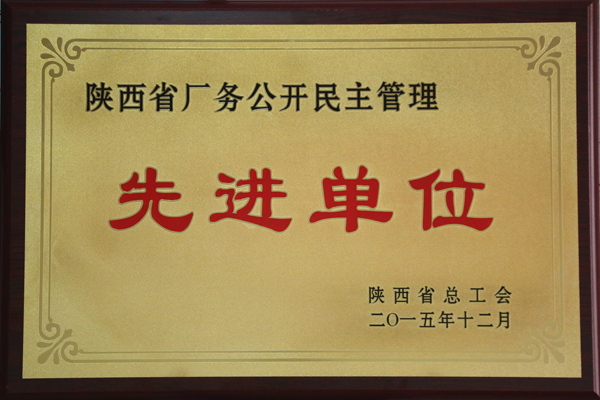 陕西省厂务公开民主管理
先进单位
陕西省总工会
二〇一五年十二月